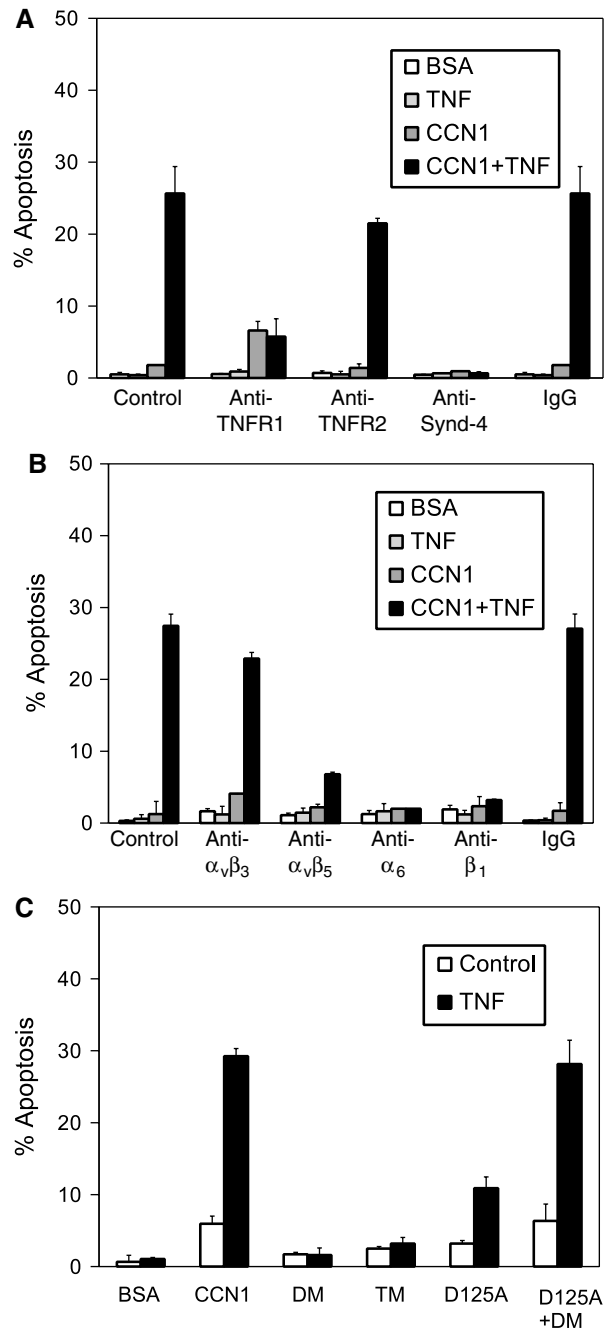 A
50
40
30
20
10
0
% Apoptosis
BSA
TNF
CCN1
CCN1+TNF
Control
Anti-
TNFR1
Anti-
TNFR2
Anti-
Synd-4
IgG
B
50
40
30
20
10
0
% Apoptosis
BSA
TNF
CCN1
CCN1+TNF
Control
Anti-
αvβ3
Anti-
αvβ5
Anti-
α6
Anti-
β1
IgG
C
50
40
30
20
10
0
% Apoptosis
Control
TNF
BSA
CCN1
DM
TM
D125A
D125A
+DM